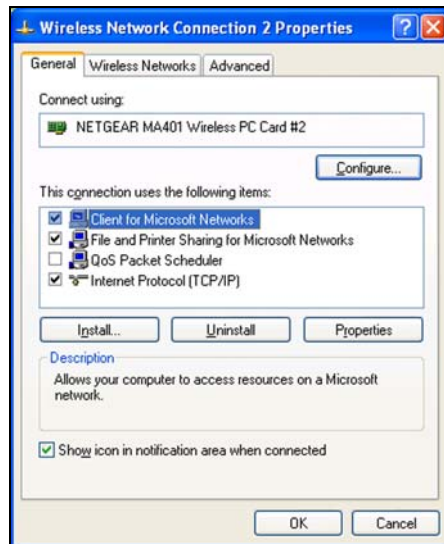 Wireless Network Connection 2 Properties
General Wireless Networks Advanced
Connect using:
NETGEAR MA401 Wireless PC Card #2
Configure...
This connection uses the following items:
Client for Microsoft Networks
File and Printer Sharing for Microsoft Networks
QoS Packet Scheduler
Internet Protocol (TCP/IP)
Install... Uninstall Properties
Description
Allows your computer to access resources on a Microsoft
network.
Show icon in notification area when connected
OK Cancel